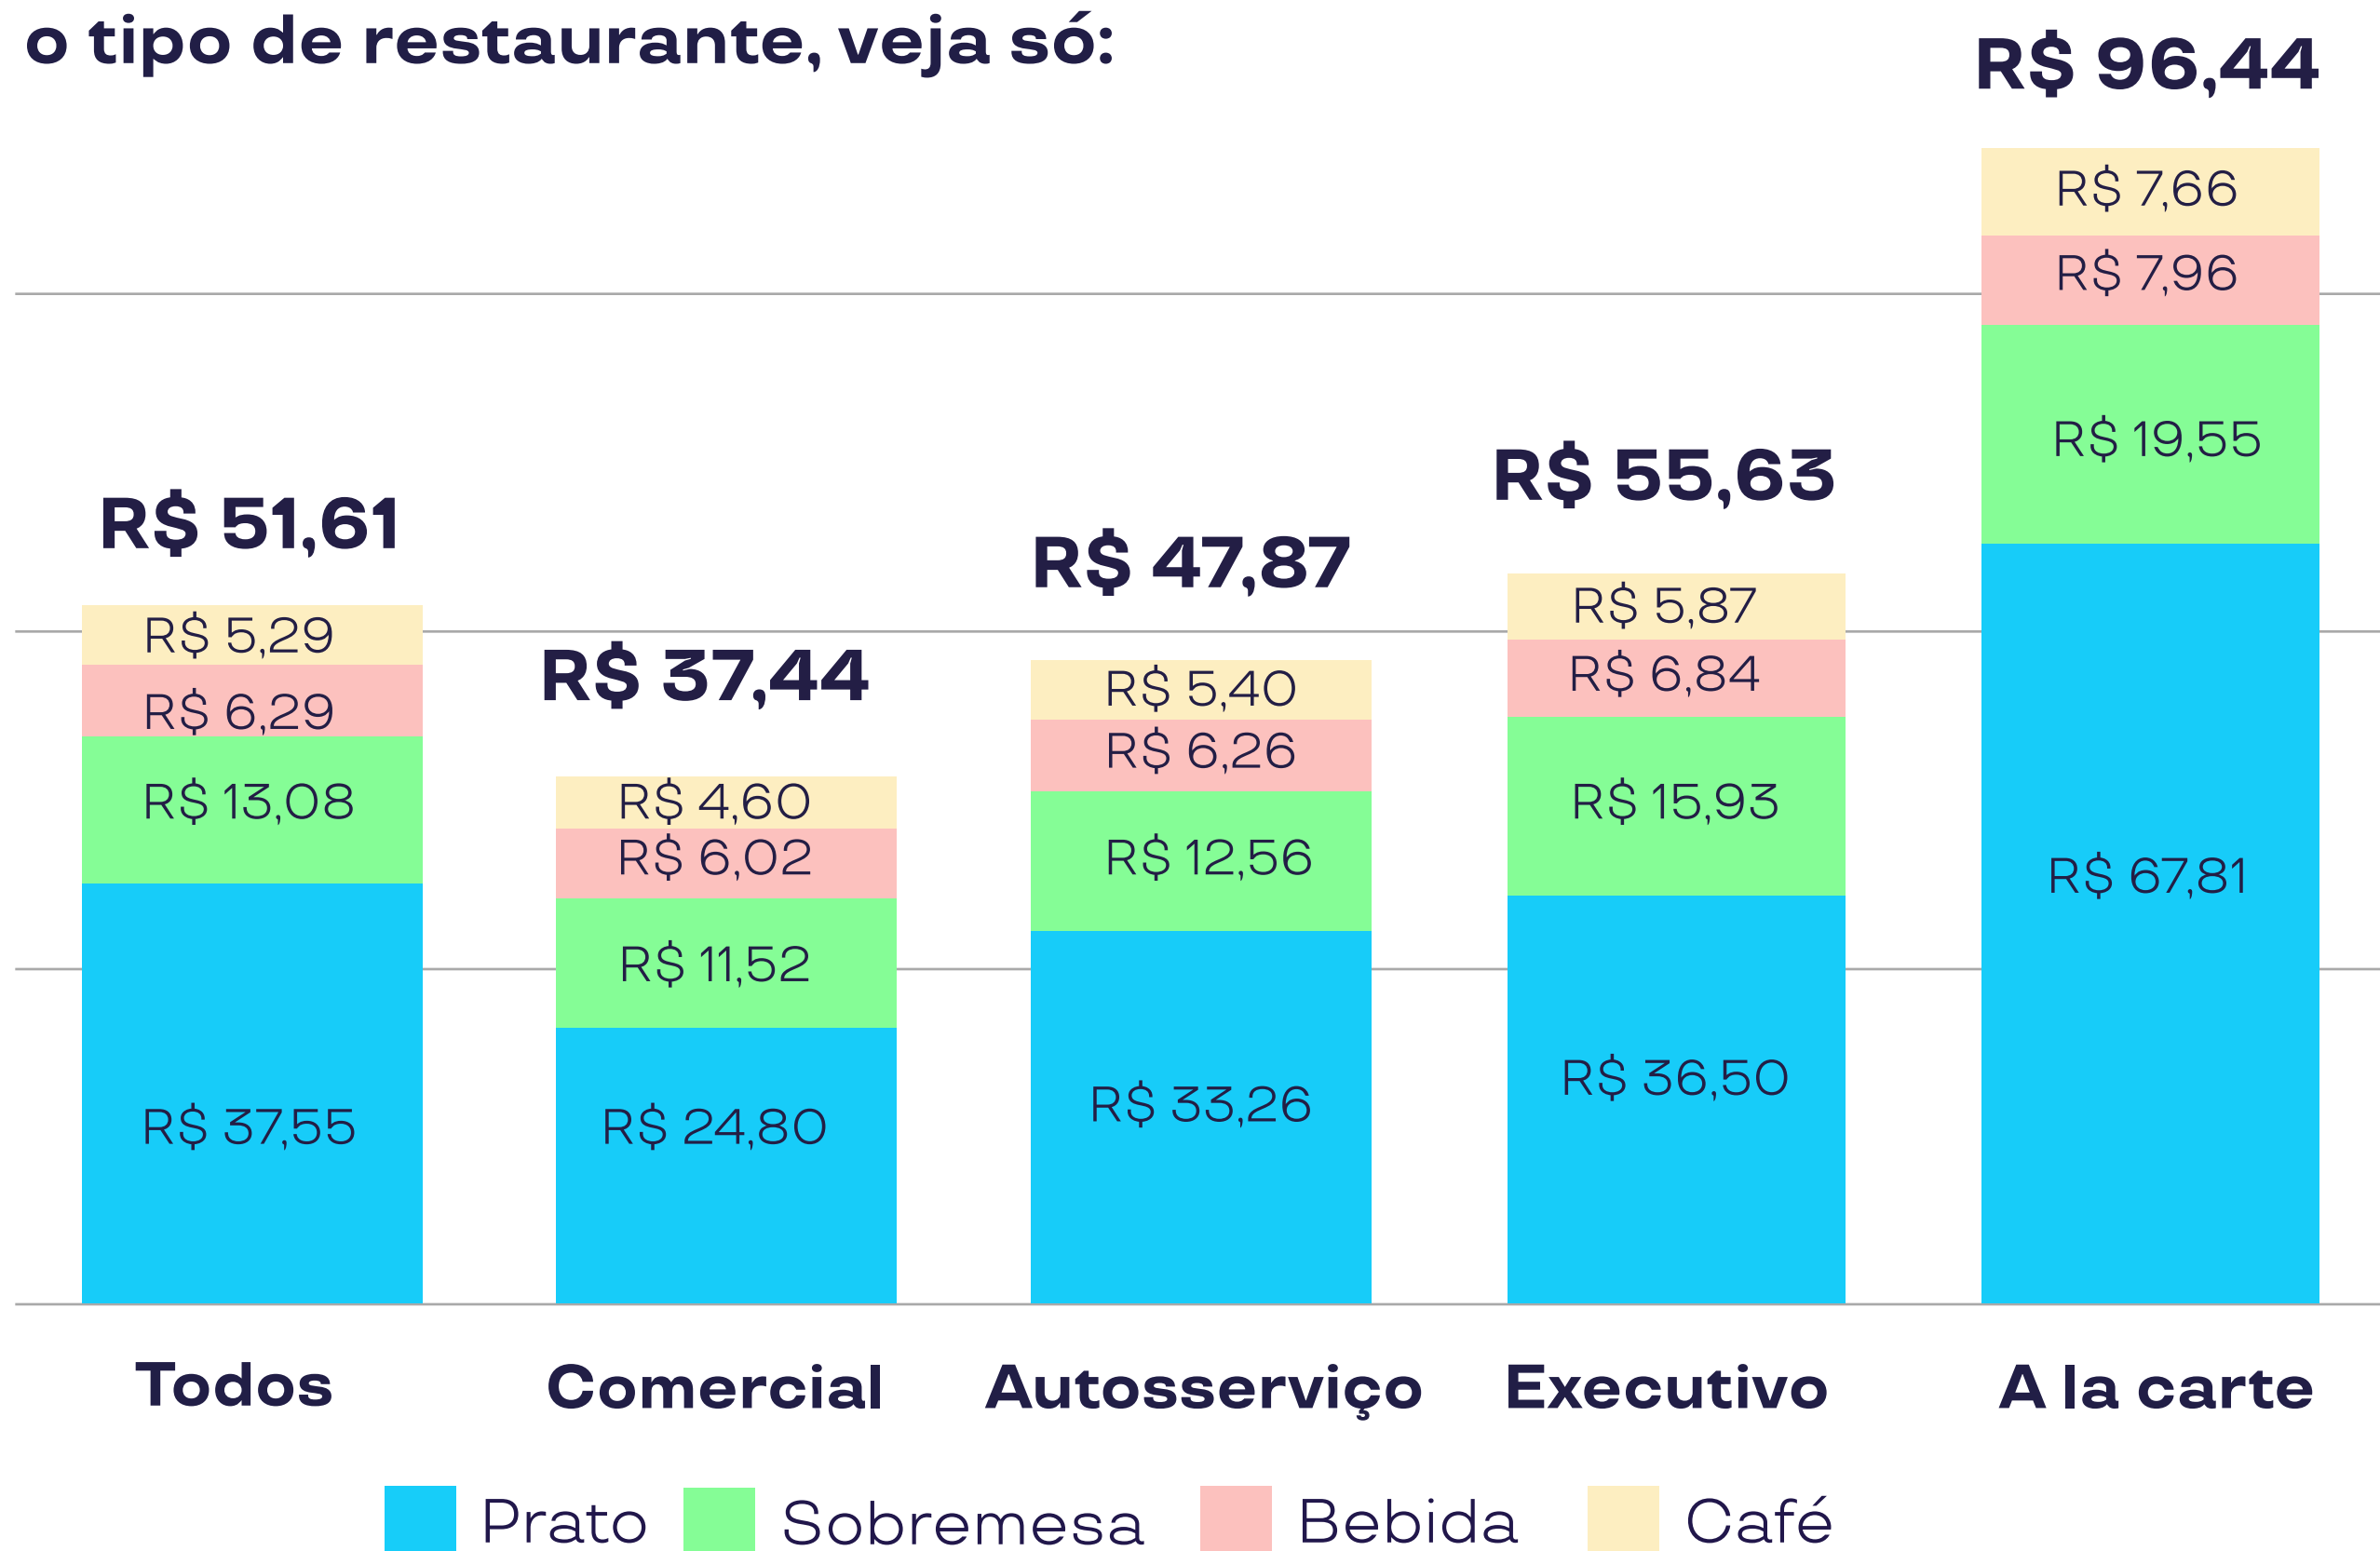 o tipo de restaurante, veja só:
R$ 96,44
R$ 7,66
R$ 7,96
R$ 19,55
R$ 67,81
R$ 55,63
R$ 5,87
R$ 6,84
R$ 15,93
R$ 36,50
R$ 51,61
R$ 5,29
R$ 6,29
R$ 13,08
R$ 37,55
R$ 47,87
R$ 5,40
R$ 6,26
R$ 12,56
R$ 33,26
R$ 37,44
R$ 4,60
R$ 6,02
R$ 11,52
R$ 24,80
Todos Comercial Autosserviço Executivo A la carte
Prato Sobremesa Bebida Café